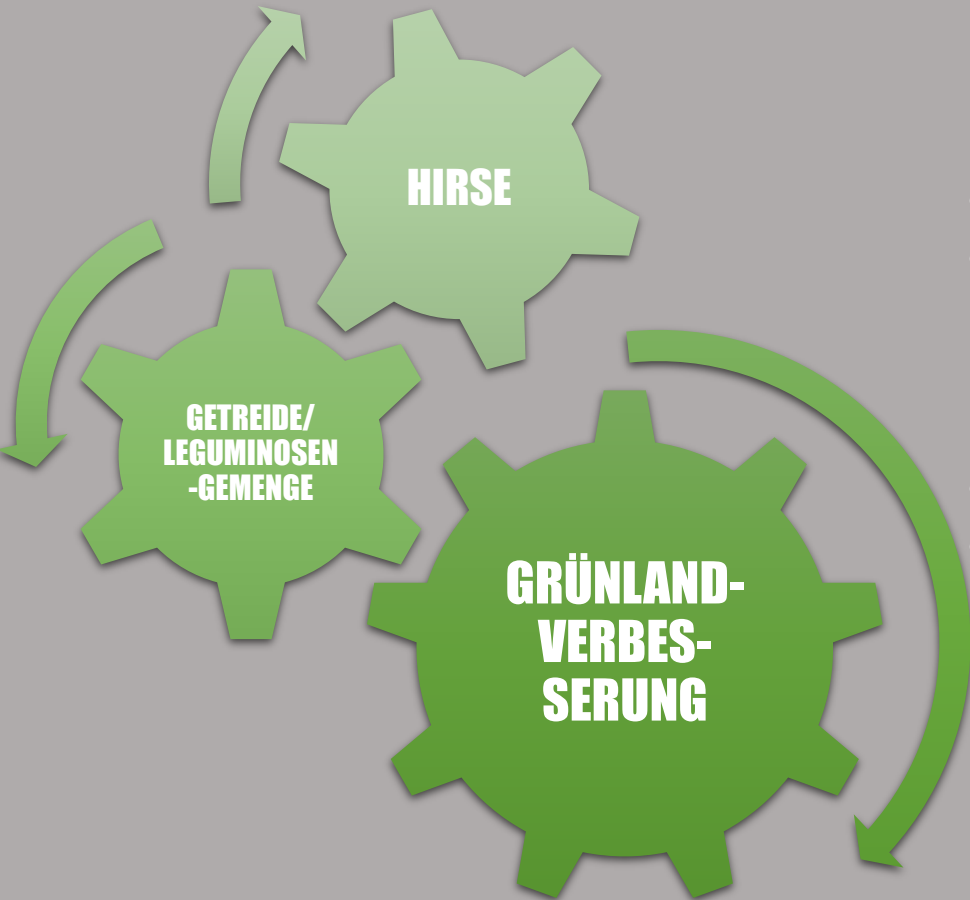 HIRSE
GETREIDE/
LEGUMINOSEN
-GEMENGE
GRÜNLAND-
VERBES-
SERUNG